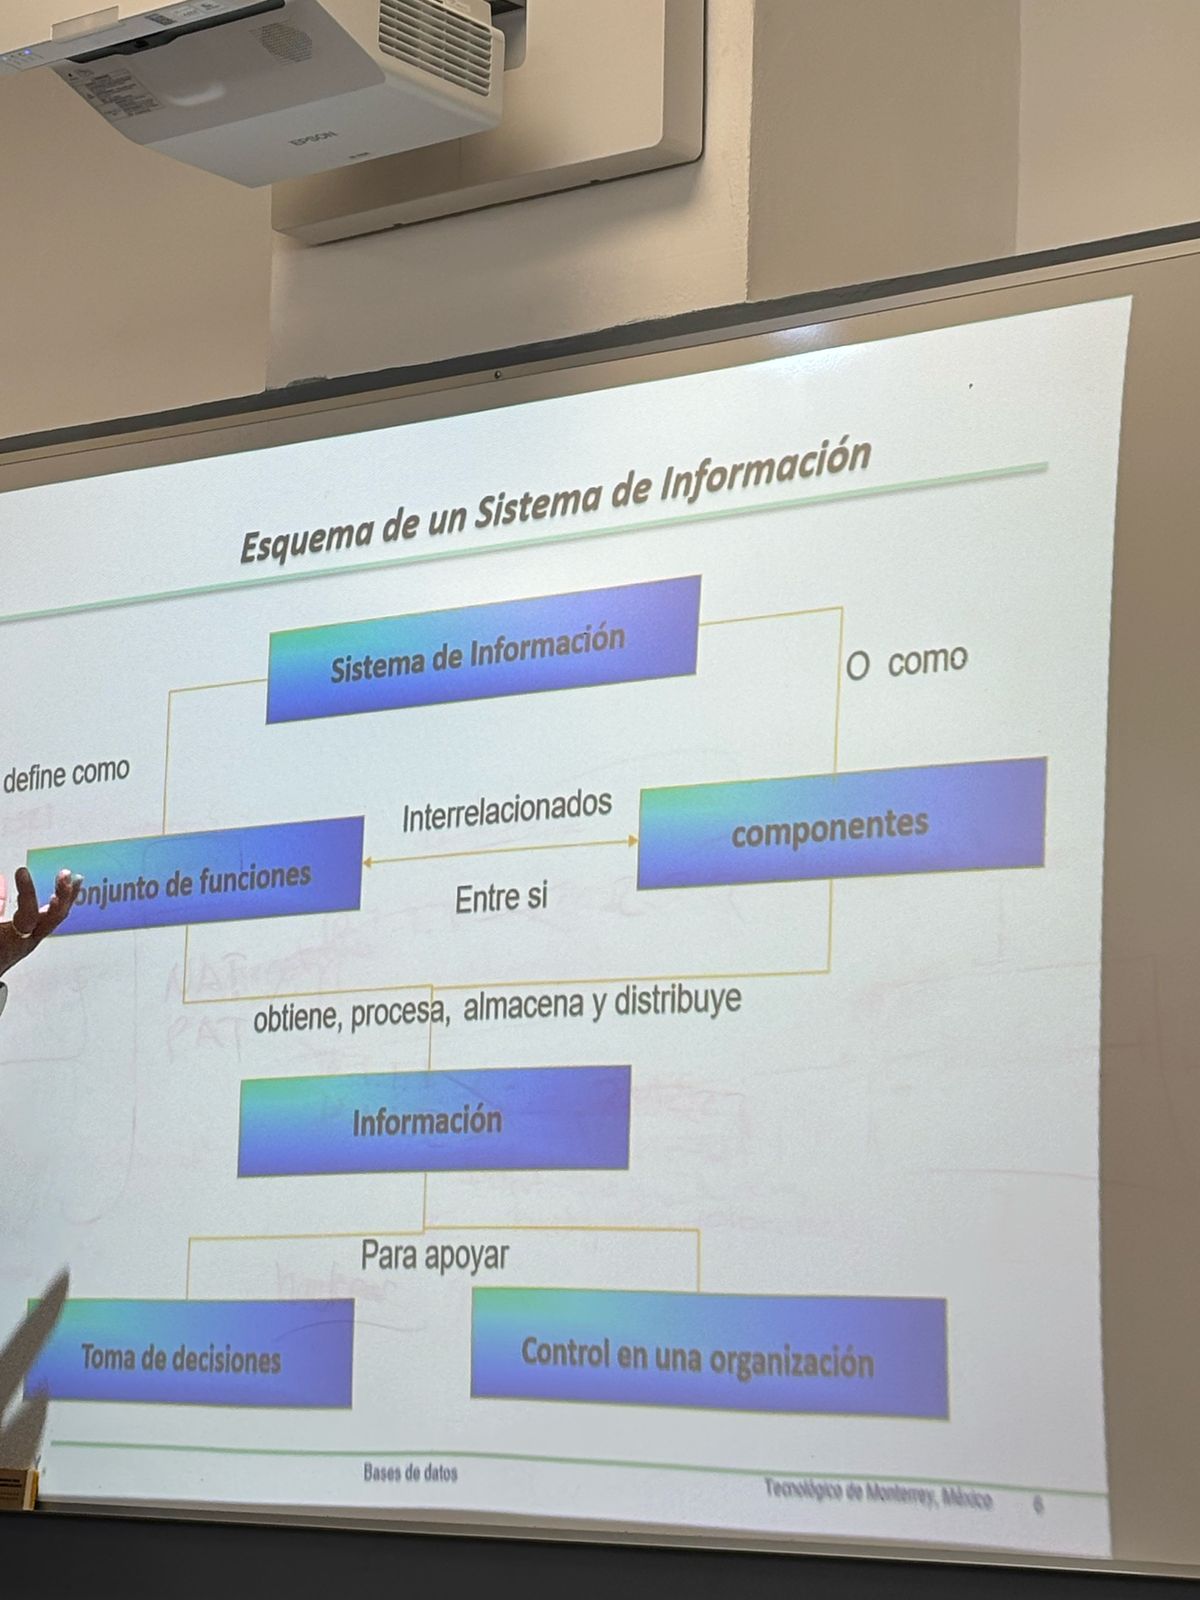 EPSON
Esquema de un Sistema de Información
Sistema de Información
O como
define como
Interrelacionados
componentes
onjunto de funciones
Entre si
obtiene, procesa, almacena y distribuye
Información
Para apoyar
Toma de decisiones
Control en una organización
Bases de datos
Tecnológico de Monterrey, México
6